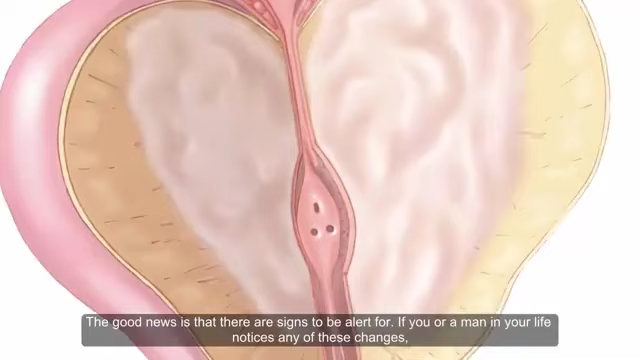 The good news is that there are signs to be alert for. If you or a man in your life
notices any of these changes,